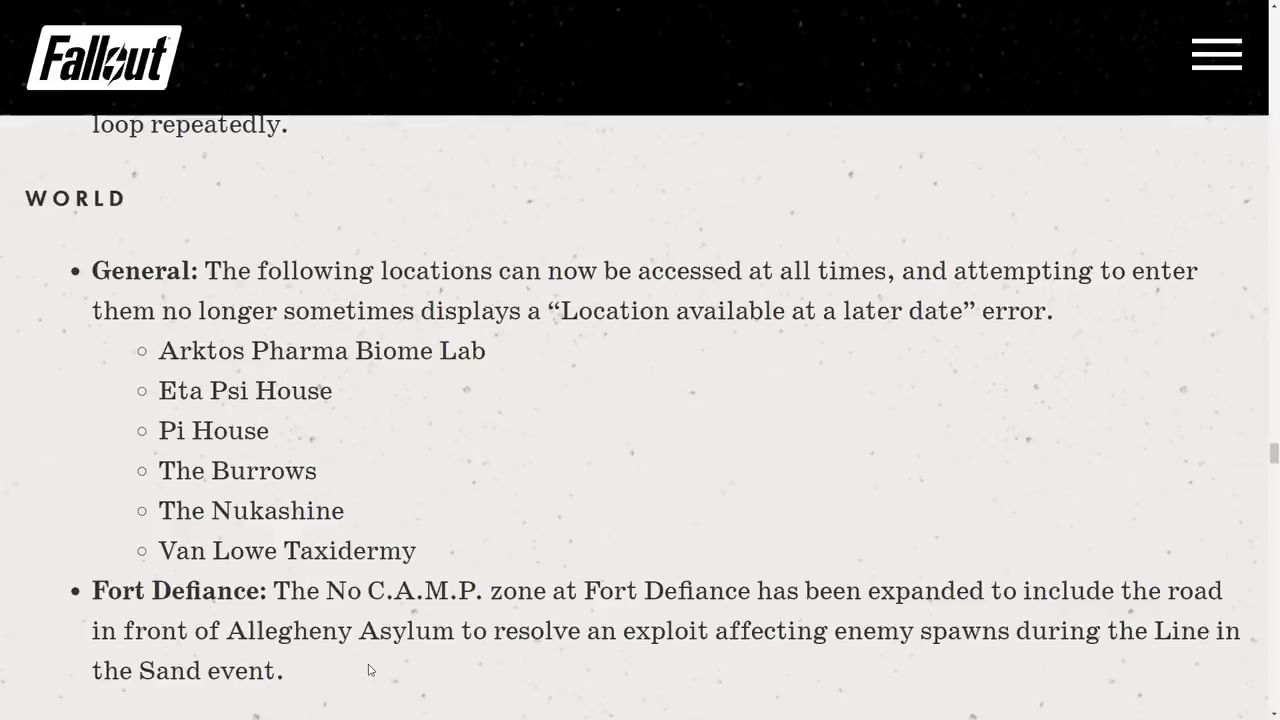 Fallout
loop repeatedly.
WORLD
• General: The following locations can now be accessed at all times, and attempting to enter
them no longer sometimes displays a “Location available at a later date” error.
○ Arktos Pharma Biome Lab
○ Eta Psi House
○ Pi House
○ The Burrows
○ The Nukashine
○ Van Lowe Taxidermy
• Fort Defiance: The No C.A.M.P. zone at Fort Defiance has been expanded to include the road
in front of Allegheny Asylum to resolve an exploit affecting enemy spawns during the Line in
the Sand event.